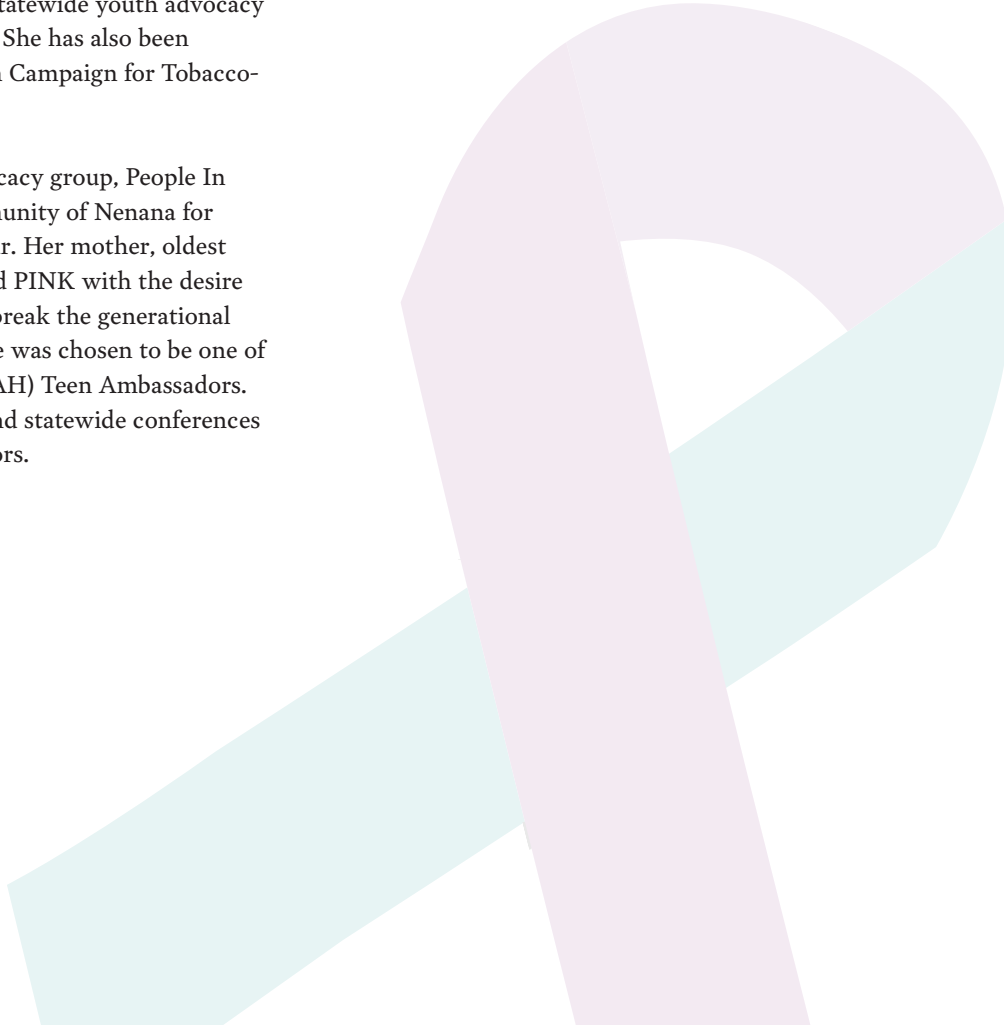 tatewide youth advocacy
She has also been
Campaign for Tobacco-
cacy group, People In
unity of Nenana for
r. Her mother, oldest
d PINK with the desire
break the generational
e was chosen to be one of
AH) Teen Ambassadors.
nd statewide conferences
ors.